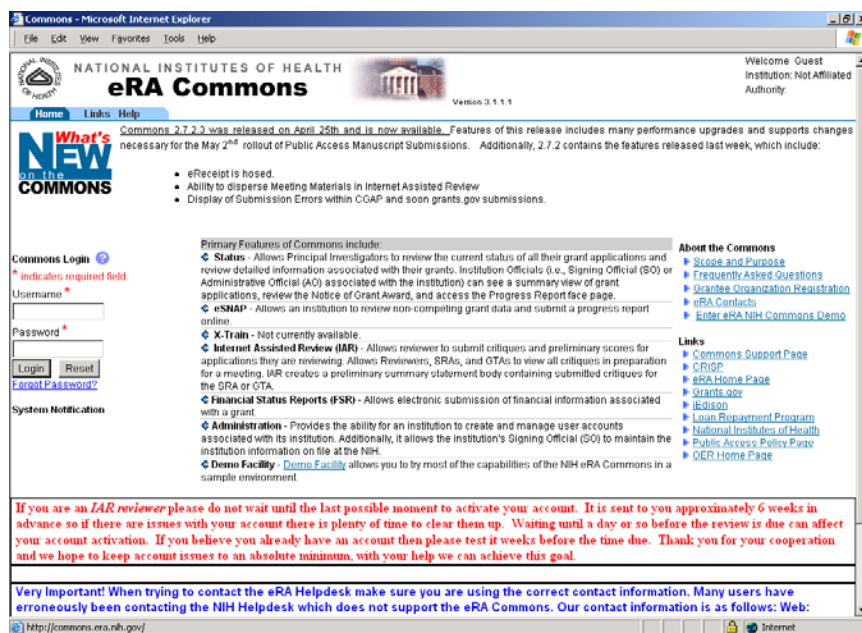 Commons - Microsoft Internet Explorer
File Edit View Favorites Tools Help
NATIONAL INSTITUTES OF HEALTH
eRA Commons
Version 3.1.1.1
Welcome Guest
Institution: Not Affiliated
Authority:
Home Links Help
What's
NEW
on the
COMMONS
Commons 2.7.2.3 was released on April 25th and is now available. Features of this release includes many performance upgrades and supports changes
necessary for the May 2nd rollout of Public Access Manuscript Submissions. Additionally, 2.7.2 contains the features released last week, which include:
• eReceipt is hosed.
• Ability to disperse Meeting Materials in Internet Assisted Review
• Display of Submission Errors within CGAP and soon grants.gov submissions.
Commons Login ?
* indicates required field.
Username *
Password *
Login Reset
Forgot Password?
System Notification
Primary Features of Commons include:
Status - Allows Principal Investigators to review the current status of all their grant applications and
review detailed information associated with their grants. Institution Officials (i.e., Signing Official (SO) or
Administrative Official (AO) associated with the institution) can see a summary view of grant
applications, review the Notice of Grant Award, and access the Progress Report face page.
eSNAP - Allows an institution to review non-competing grant data and submit a progress report
online.
X-Train - Not currently available.
Internet Assisted Review (IAR) - Allows reviewer to submit critiques and preliminary scores for
applications they are reviewing. Allows Reviewers, SRAs, and GTAs to view all critiques in preparation
for a meeting. IAR creates a preliminary summary statement body containing submitted critiques for
the SRA or GTA.
Financial Status Reports (FSR) - Allows electronic submission of financial information associated
with a grant.
Administration - Provides the ability for an institution to create and manage user accounts
associated with its institution. Additionally, it allows the institution's Signing Official (SO) to maintain the
institution information on file at the NIH.
Demo Facility - Demo Facility allows you to try most of the capabilities of the NIH eRA Commons in a
sample environment.
About the Commons
Scope and Purpose
Frequently Asked Questions
Grantee Organization Registration
eRA Contacts
Enter eRA NIH Commons Demo
Links
Commons Support Page
CRISP
eRA Home Page
Grants.gov
iEdison
Loan Repayment Program
National Institutes of Health
Public Access Policy Page
OER Home Page
If you are an IAR reviewer please do not wait until the last possible moment to activate your account. It is sent to you approximately 6 weeks in
advance so if there are issues with your account there is plenty of time to clear them up. Waiting until a day or so before the review is due can affect
your account activation. If you believe you already have an account then please test it weeks before the time due. Thank you for your cooperation
and we hope to keep account issues to an absolute minimum, with your help we can achieve this goal.
Very Important! When trying to contact the eRA Helpdesk make sure you are using the correct contact information. Many users have
erroneously been contacting the NIH Helpdesk which does not support the eRA Commons. Our contact information is as follows: Web:
http://commons.era.nih.gov/
Internet